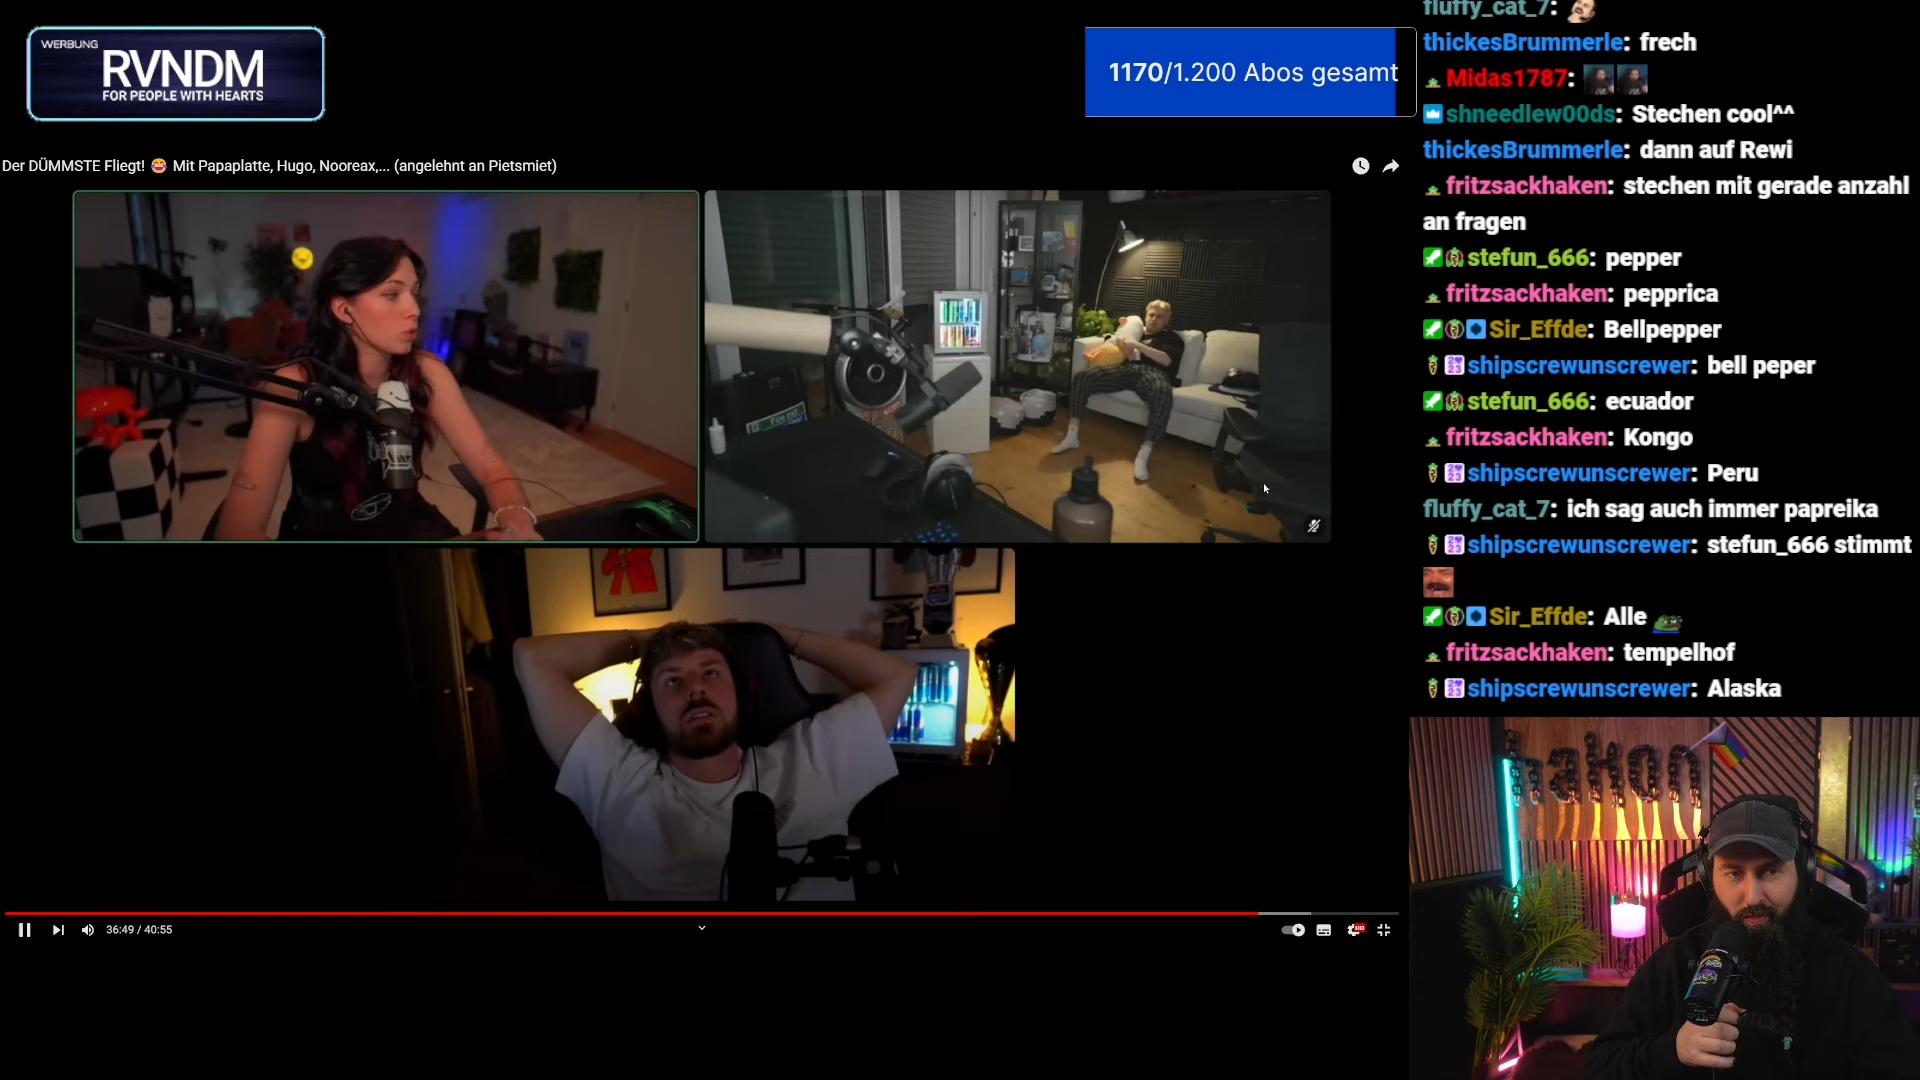 WERBUNG
RVNDM
FOR PEOPLE WITH HEARTS
1170/1.200 Abos gesamt
Der DÜMMSTE Fliegt! 😂 Mit Papaplatte, Hugo, Nooreax,... (angelehnt an Pietsmiet)
36:49 / 40:55
HD
fluffy_cat_7:
thickesBrummerle: frech
Midas1787:
shneedlew00ds: Stechen cool^^
thickesBrummerle: dann auf Rewi
fritzsackhaken: stechen mit gerade anzahl
an fragen
stefun_666: pepper
fritzsackhaken: pepprica
Sir_Effde: Bellpepper
shipscrewunscrewer: bell peper
stefun_666: ecuador
fritzsackhaken: Kongo
shipscrewunscrewer: Peru
fluffy_cat_7: ich sag auch immer papreika
shipscrewunscrewer: stefun_666 stimmt
Sir_Effde: Alle
fritzsackhaken: tempelhof
shipscrewunscrewer: Alaska